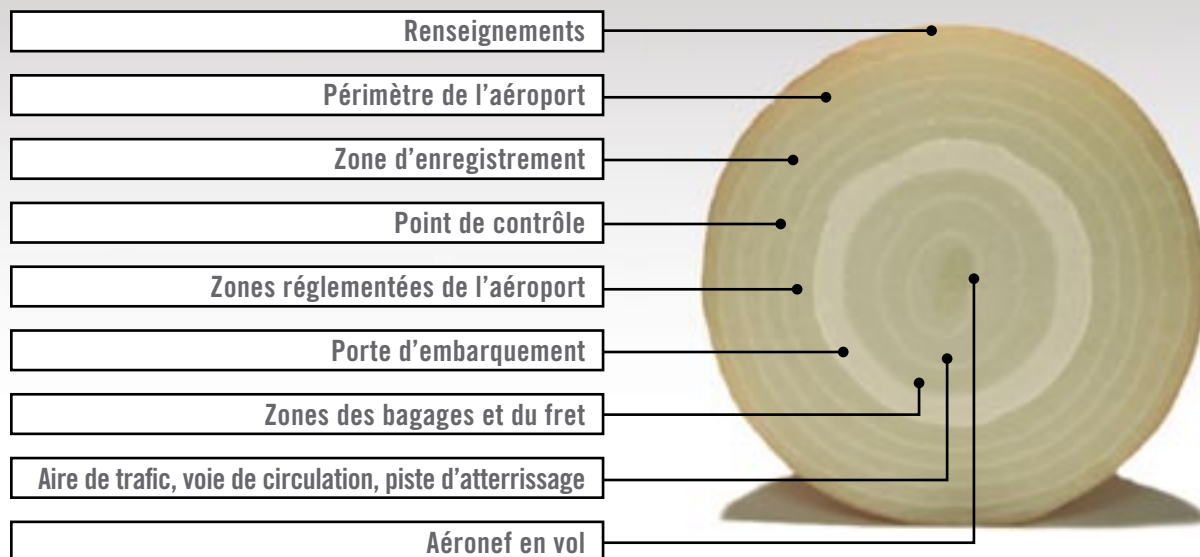 Renseignements
Périmètre de l'aéroport
Zone d'enregistrement
Point de contrôle
Zones réglementées de l'aéroport
Porte d'embarquement
Zones des bagages et du fret
Aire de trafic, voie de circulation, piste d'atterrissage
Aéronef en vol